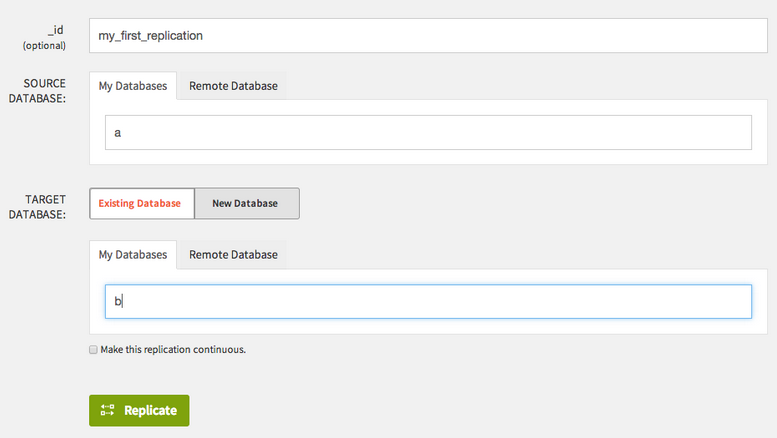 _id
(optional)
my_first_replication
SOURCE
DATABASE:
My Databases Remote Database
a
TARGET
DATABASE:
Existing Database New Database
My Databases Remote Database
b
Make this replication continuous.
Replicate